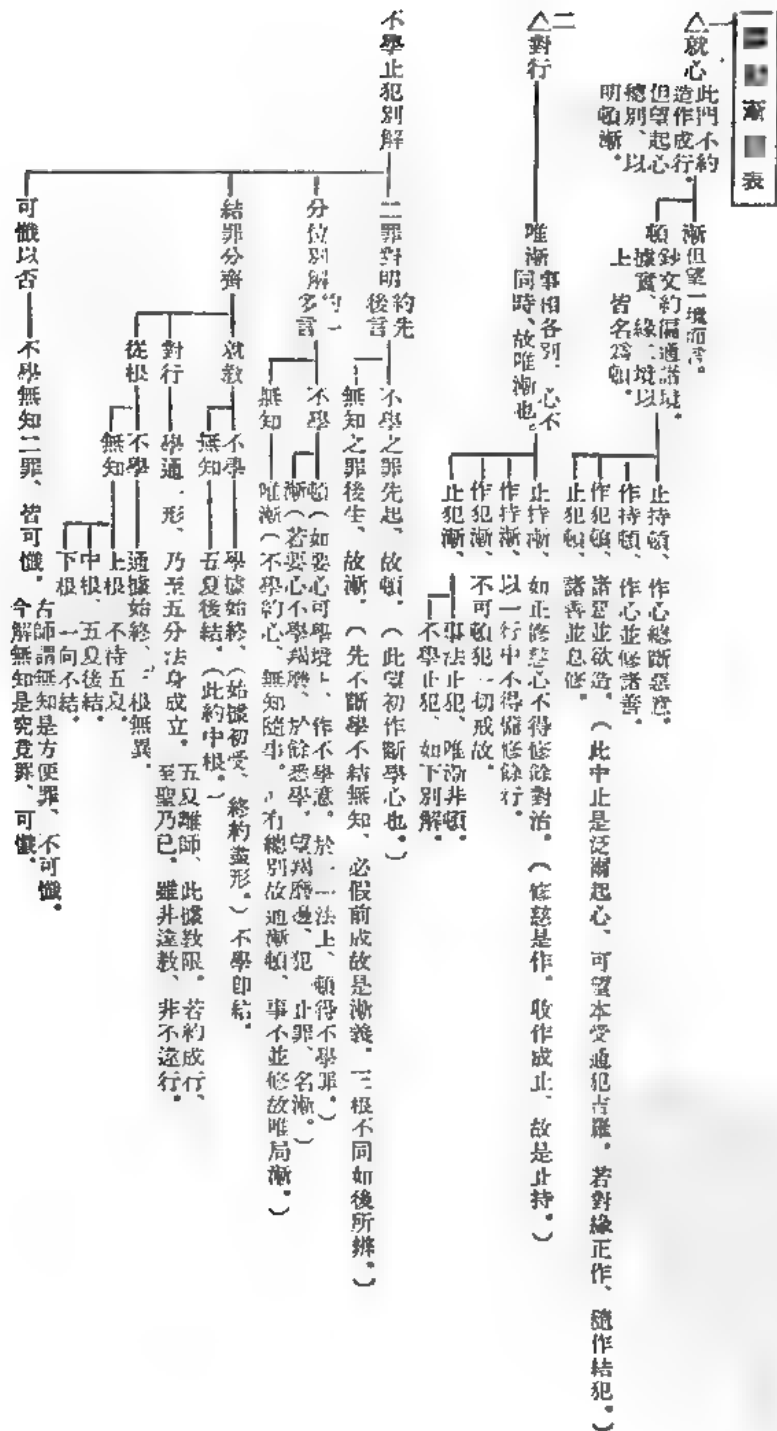 漸 表
△就心
此門不約
造作成行。
但望起心
總別、以
明頓漸。
漸 但望一境而言。
頓 鈔文約徧通諸境。
據實、緣二境以
上、皆名為頓。
止持頓、作心總斷惡意。
作持頓、作心並修諸善。
作犯頓、諸惡並欲造。(此中止是泛爾起心、可望本受通犯吉羅。若對緣正作、隨作結犯。)
止犯頓、諸善並息修。
△二 對行
唯漸 事相各別、心不
同時、故唯漸也。
止持漸、如正修慈心不得修餘對治。(修慈是作、收作成止、故是止持。)
作持漸、以一行中不得徧修餘行。
作犯漸、不可頓犯一切戒故。
止犯漸、
事法止犯、唯漸非頓。
不學止犯、如下別解。
不學止犯別解
二罪對明 約先
後言
不學之罪先起、故頓。(此望初作斷學心也。)
無知之罪後生、故漸。(先不斷學不結無知、必假前成故是漸義、三根不同如後所辨。)
分位別解、約一
多言
不學
頓(如要心可學境上、作不學意。於一一法上、頓得不學罪。)
漸(若要心不學羯磨、於餘悉學、望羯磨邊、犯一止罪、名漸。)
無知 唯漸(不學約心、無知隨事。心有總別故通漸頓、事不並修故唯局漸。)
結罪分齊
就教
不學 學據始終、(始據初受、終約盡形。)不學即結。
無知 五夏後結。(此約中根。)
對行 學通一形、乃至五分法身成立。
五夏離師、此據教限。若約成行、
至聖乃已。雖非違教、非不違行。
從根
不學 通據始終、三根無異。
無知
上根、不待五夏。
中根、五夏後結。
下根、一向不結。
可懺以否 不學無知二罪、皆可懺。
古師謂無知是方便罪、不可懺。
今解無知是究竟罪、可懺。